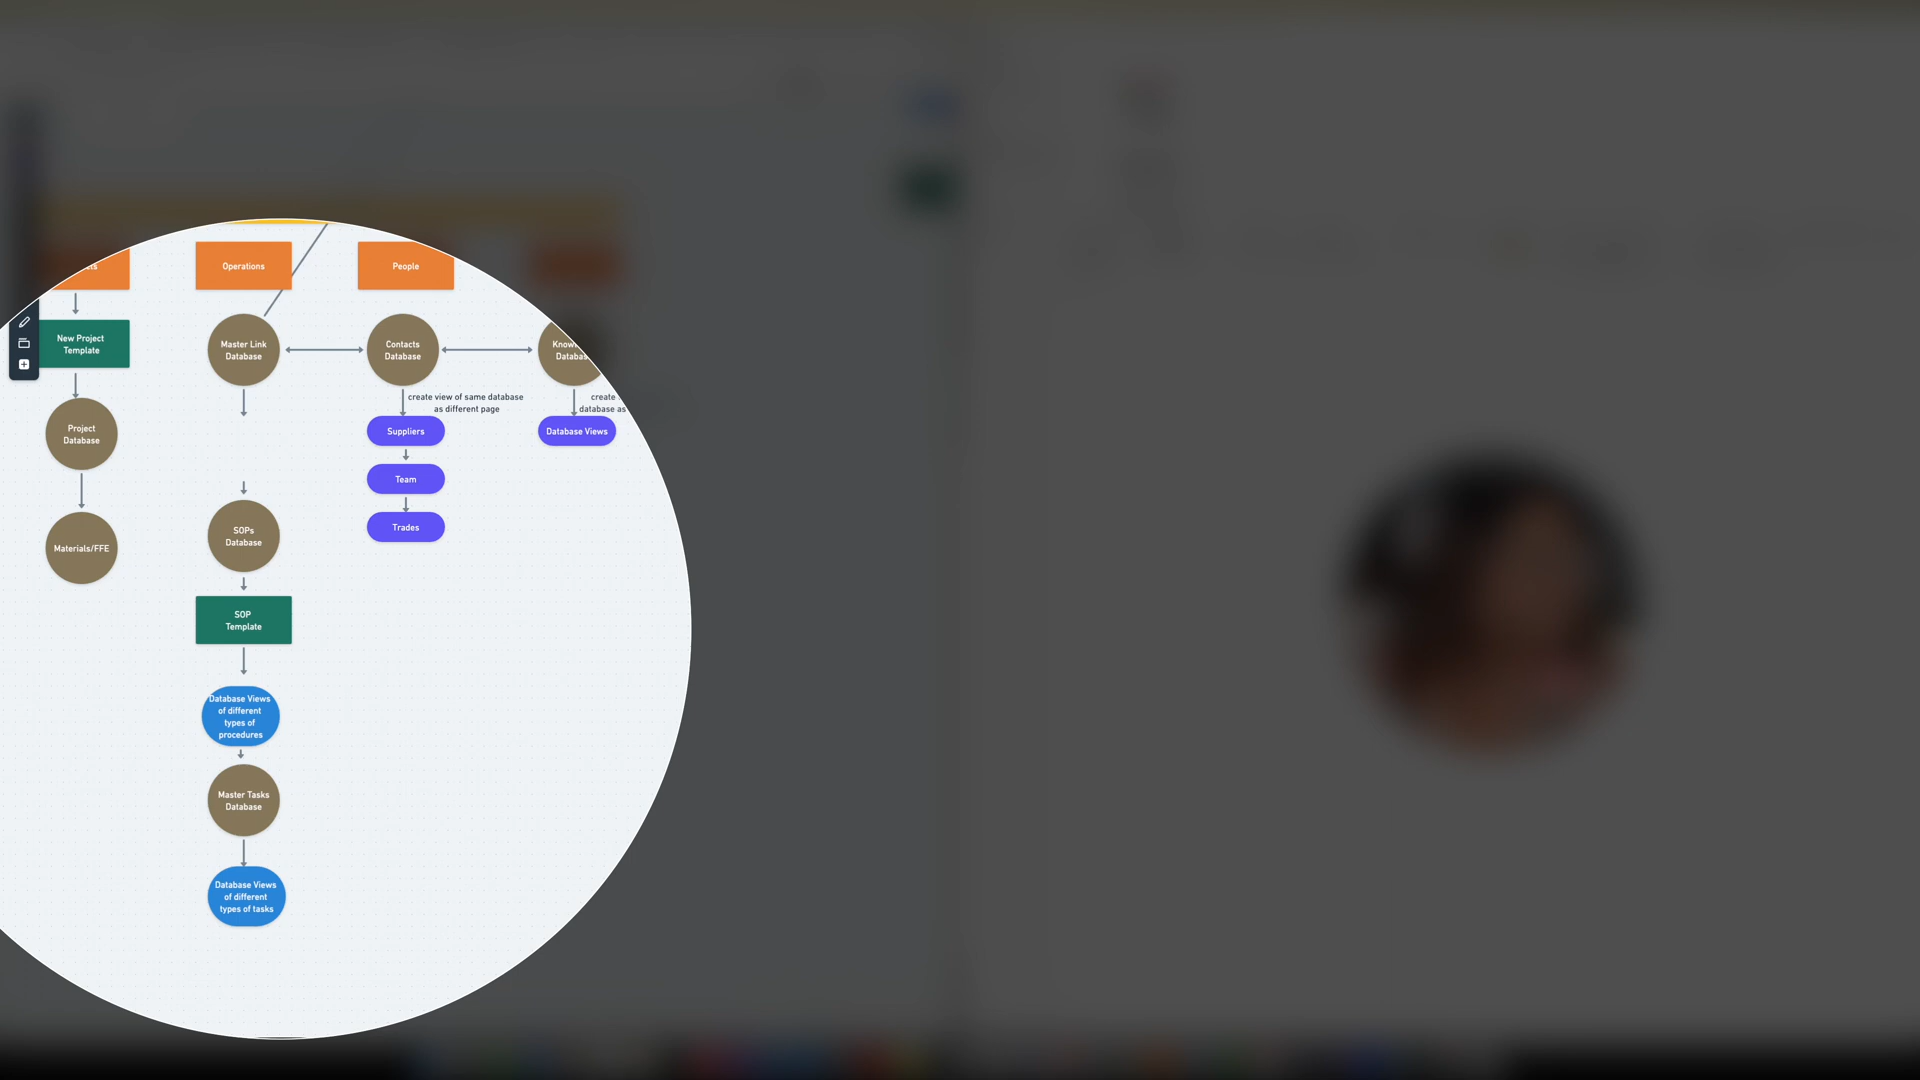 Operations
People
New Project
Template
Master Link
Database
Contacts
Database
create view of same database
as different page
create
database as
Project
Database
Suppliers
Database Views
Team
Trades
SOPs
Database
Materials/FFE
SOP
Template
Database Views
of different
types of
procedures
Master Tasks
Database
Database Views
of different
types of tasks